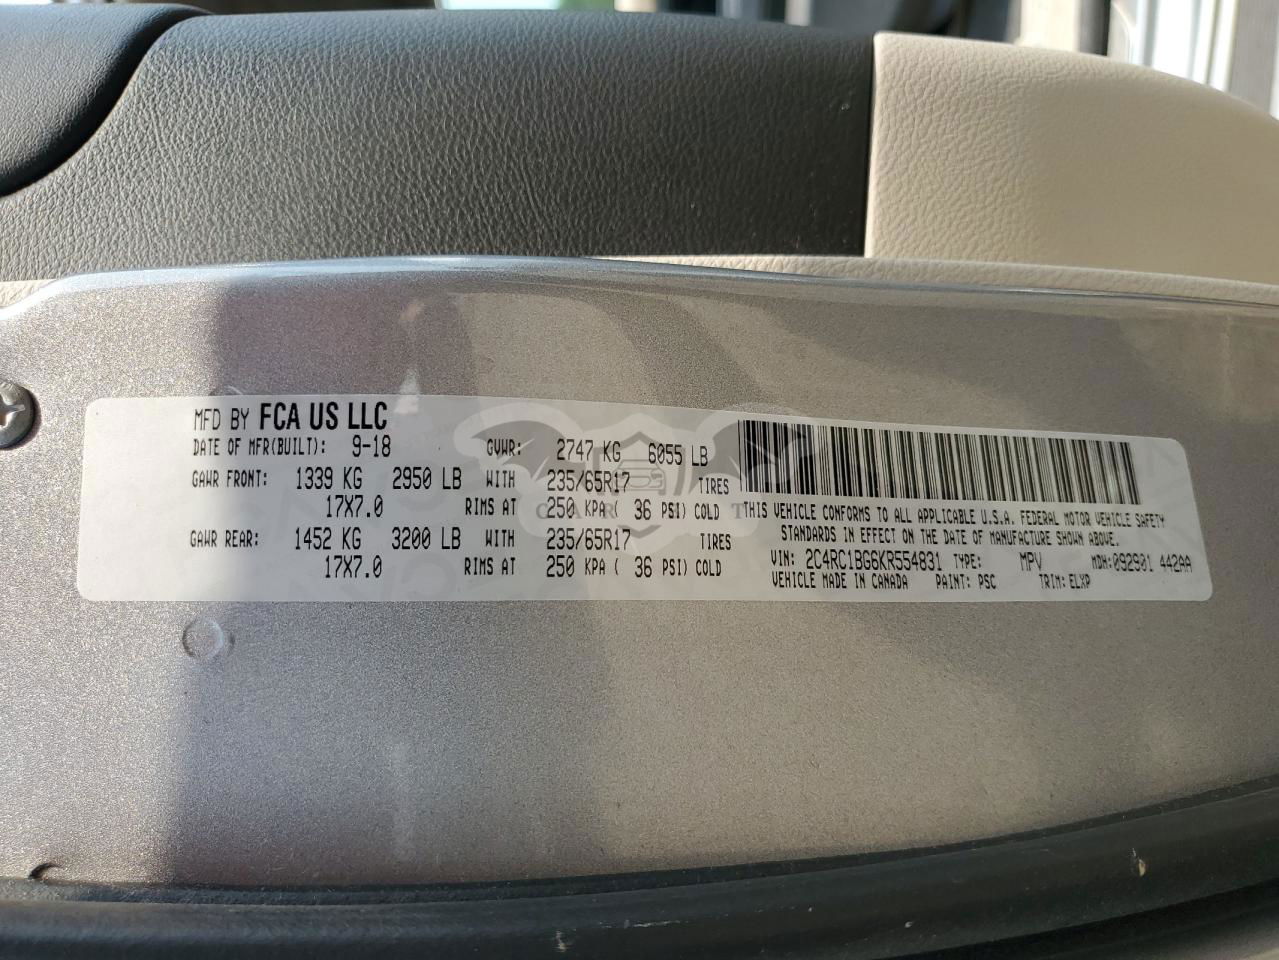 MFD BY FCA US LLC
DATE OF MFR(BUILT): 9-18 GVWR: 2747 KG 6055 LB
GAWR FRONT: 1339 KG 2950 LB WITH 235/65R17 TIRES
17X7.0 RIMS AT 250 KPA ( 36 PSI) COLD
GAWR REAR: 1452 KG 3200 LB WITH 235/65R17 TIRES
17X7.0 RIMS AT 250 KPA ( 36 PSI) COLD
THIS VEHICLE CONFORMS TO ALL APPLICABLE U.S.A. FEDERAL MOTOR VEHICLE SAFETY
STANDARDS IN EFFECT ON THE DATE OF MANUFACTURE SHOWN ABOVE.
VIN: 2C4RC1BG6KR554831 TYPE: MPV MDH:092901 442AA
VEHICLE MADE IN CANADA PAINT: PSC TRIM: ELXP